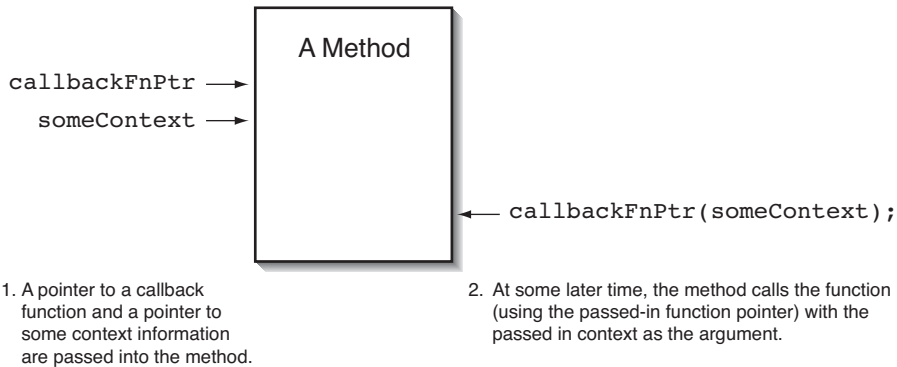 A Method
callbackFnPtr
someContext
callbackFnPtr(someContext);
1. A pointer to a callback
function and a pointer to
some context information
are passed into the method.
2. At some later time, the method calls the function
(using the passed-in function pointer) with the
passed in context as the argument.